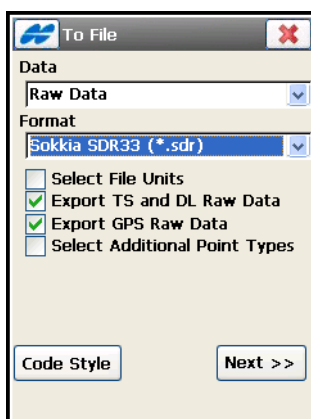 To File
Data
Raw Data
Format
Sokkia SDR33 (*.sdr)
Select File Units
Export TS and DL Raw Data
Export GPS Raw Data
Select Additional Point Types
Code Style
Next >>